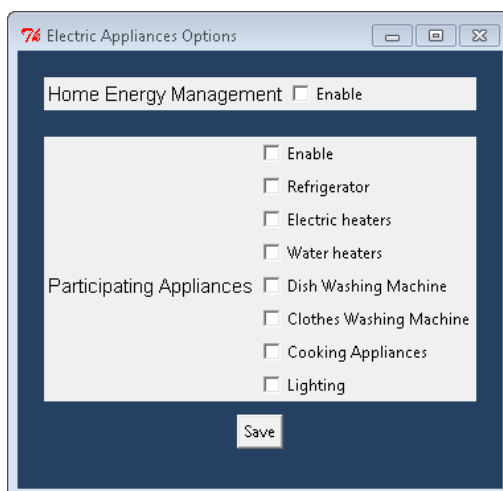 Electric Appliances Options
Home Energy Management Enable
Enable
Refrigerator
Electric heaters
Water heaters
Participating Appliances Dish Washing Machine
Clothes Washing Machine
Cooking Appliances
Lighting
Save